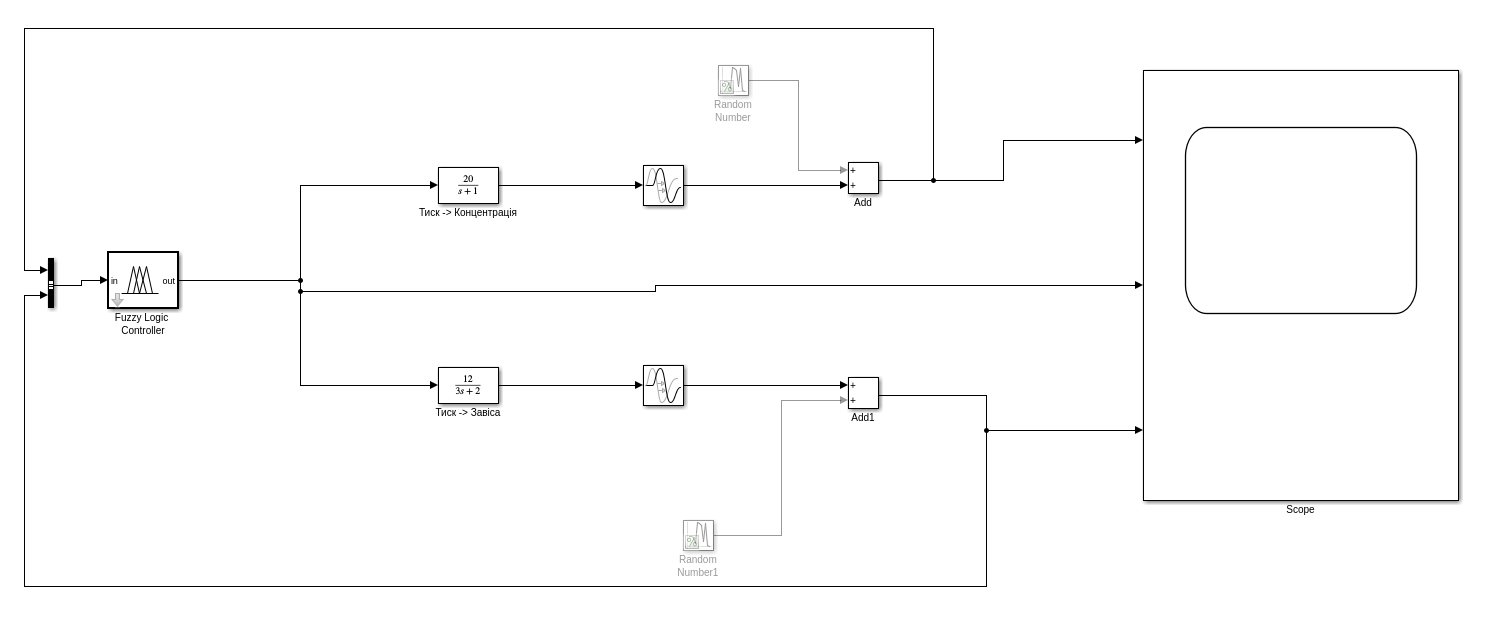 Random
Number
+
+
Add
20
s + 1
Тиск -> Концентрація
in
out
Fuzzy Logic
Controller
12
3s + 2
Тиск -> Завіса
+
+
Add1
Scope
Random
Number1